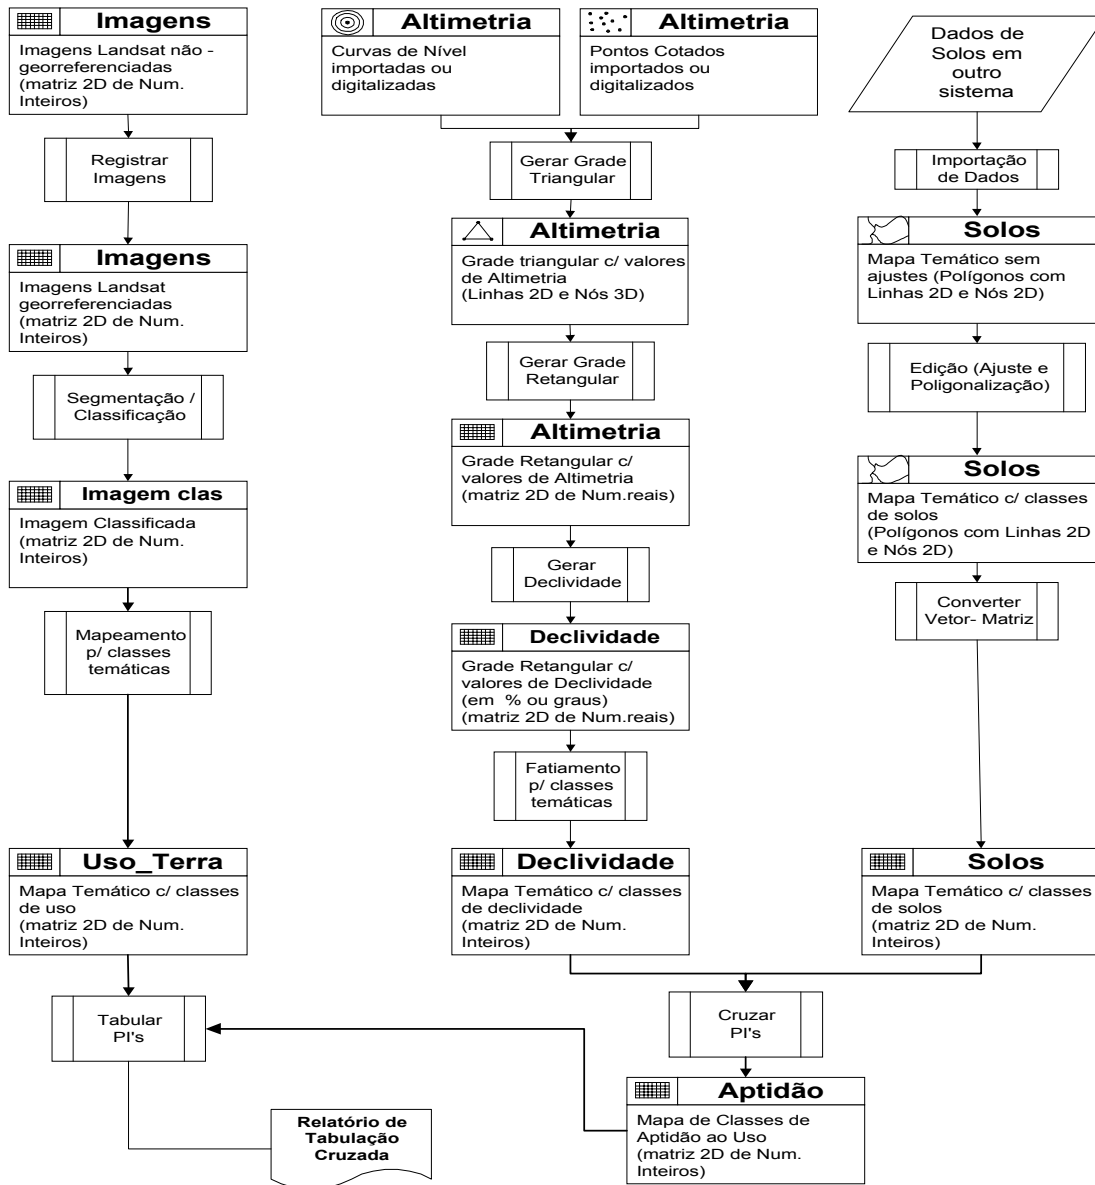 Imagens
Imagens Landsat não -
georreferenciadas
(matriz 2D de Num.
Inteiros)
Registrar
Imagens
Imagens
Imagens Landsat
georreferenciadas
(matriz 2D de Num.
Inteiros)
Segmentação /
Classificação
Imagem clas
Imagem Classificada
(matriz 2D de Num.
Inteiros)
Mapeamento
p/ classes
temáticas
Uso_Terra
Mapa Temático c/ classes
de uso
(matriz 2D de Num.
Inteiros)
Tabular
PI's
Relatório de
Tabulação
Cruzada
Altimetria
Curvas de Nível
importadas ou
digitalizadas
Altimetria
Pontos Cotados
importados ou
digitalizados
Gerar Grade
Triangular
Altimetria
Grade triangular c/ valores
de Altimetria
(Linhas 2D e Nós 3D)
Gerar Grade
Retangular
Altimetria
Grade Retangular c/
valores de Altimetria
(matriz 2D de Num.reais)
Gerar
Declividade
Declividade
Grade Retangular c/
valores de Declividade
(em % ou graus)
(matriz 2D de Num.reais)
Fatiamento
p/ classes
temáticas
Declividade
Mapa Temático c/ classes
de declividade
(matriz 2D de Num.
Inteiros)
Dados de
Solos em
outro
sistema
Importação
de Dados
Solos
Mapa Temático sem
ajustes (Polígonos com
Linhas 2D e Nós 2D)
Edição (Ajuste e
Poligonalização)
Solos
Mapa Temático c/ classes
de solos
(Polígonos com Linhas 2D
e Nós 2D)
Converter
Vetor- Matriz
Solos
Mapa Temático c/ classes
de solos
(matriz 2D de Num.
Inteiros)
Cruzar
PI's
Aptidão
Mapa de Classes de
Aptidão ao Uso
(matriz 2D de Num.
Inteiros)